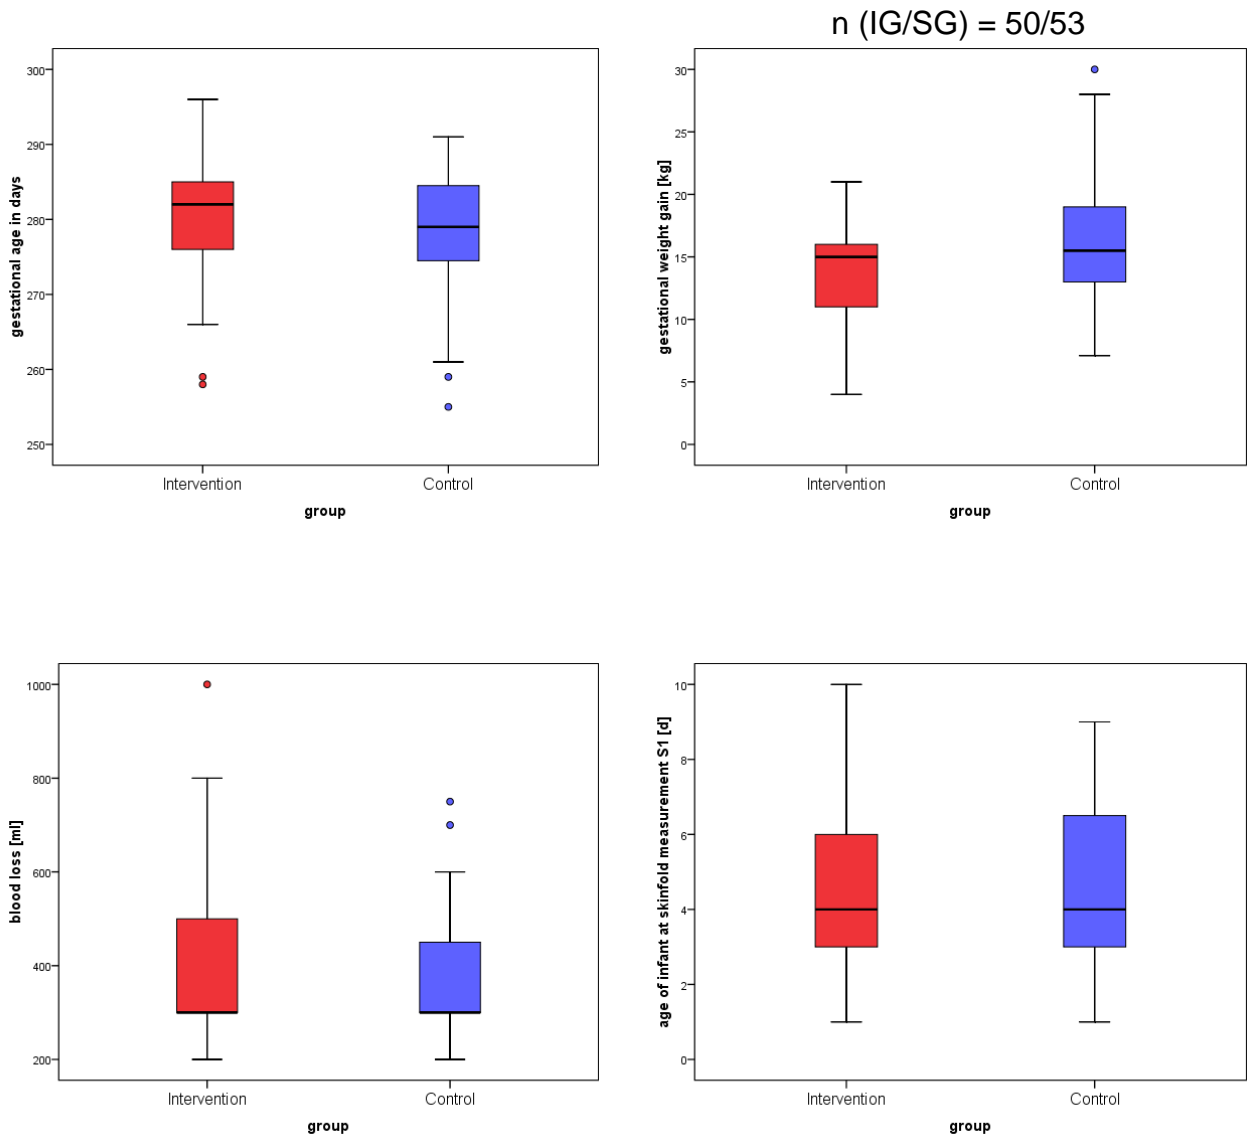 n (IG/SG) = 50/53
300
290
280
270
260
250
gestational age in days
Intervention Control
group
30
25
20
15
10
5
0
gestational weight gain [kg]
Intervention Control
group
1000
800
600
400
200
blood loss [ml]
Intervention Control
group
10
8
6
4
2
0
age of infant at skinfold measurement S1 [d]
Intervention Control
group